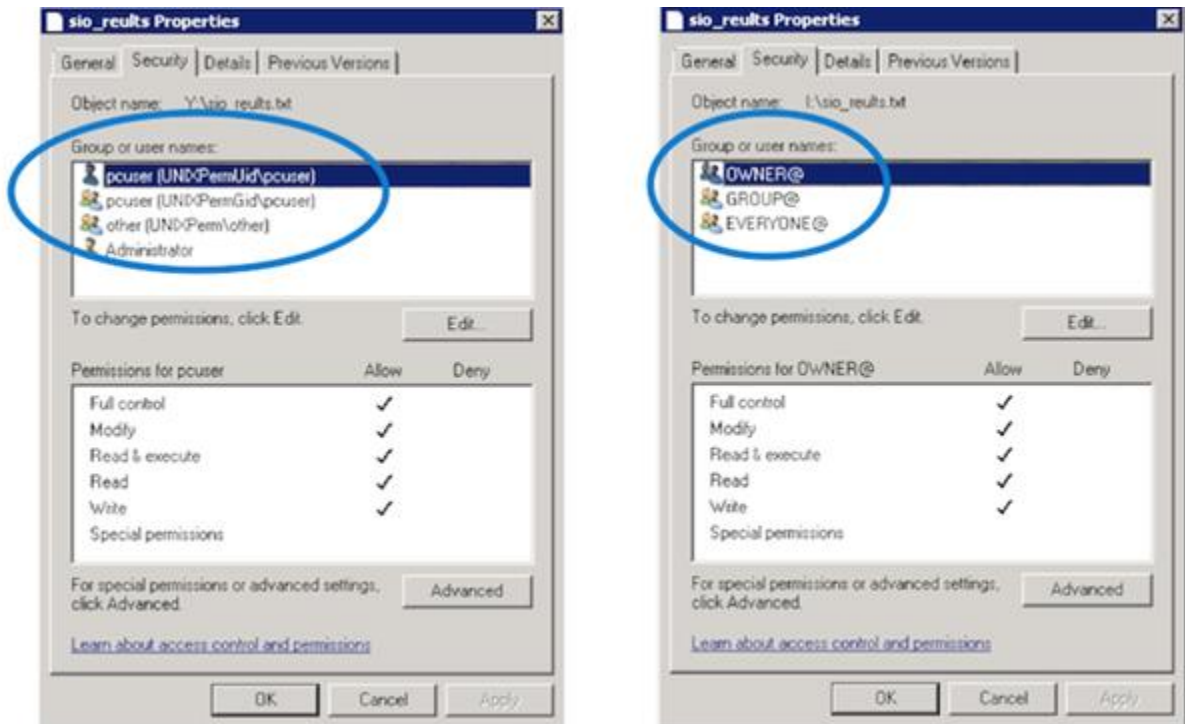 sio_reults Properties
General Security Details Previous Versions
Object name: Y:\sio_reults.txt
Group or user names:
pcuser (UNIXPermUid\pcuser)
pcuser (UNIXPermGid\pcuser)
other (UNIXPerm\other)
Administrator
To change permissions, click Edit.
Edit...
Permissions for pcuser Allow Deny
Full control
Modify
Read & execute
Read
Write
Special permissions
For special permissions or advanced settings,
click Advanced.
Advanced
Learn about access control and permissions
OK Cancel Apply
sio_reults Properties
General Security Details Previous Versions
Object name: I:\sio_reults.txt
Group or user names:
OWNER@
GROUP@
EVERYONE@
To change permissions, click Edit.
Edit...
Permissions for OWNER@ Allow Deny
Full control
Modify
Read & execute
Read
Write
Special permissions
For special permissions or advanced settings,
click Advanced.
Advanced
Learn about access control and permissions
OK Cancel Apply